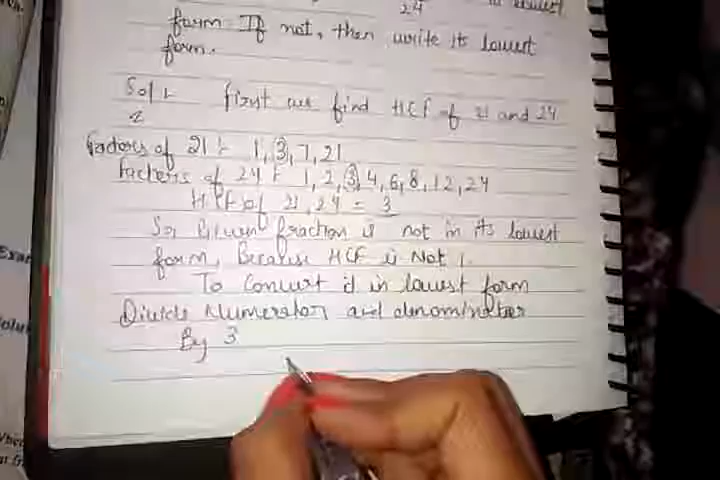 24 lowest
form. If not, then write its lowest
form.
Sol :- first we find HCF of 21 and 24
factors of 21 :- 1, 3, 7, 21
factors of 24 :- 1, 2, 3, 4, 6, 8, 12, 24
HCF of 21, 24 = 3
So, Given fraction is not in its lowest
form, Because HCF is Not 1.
To convert it in lowest form
Divide Numerator and denominator
By 3